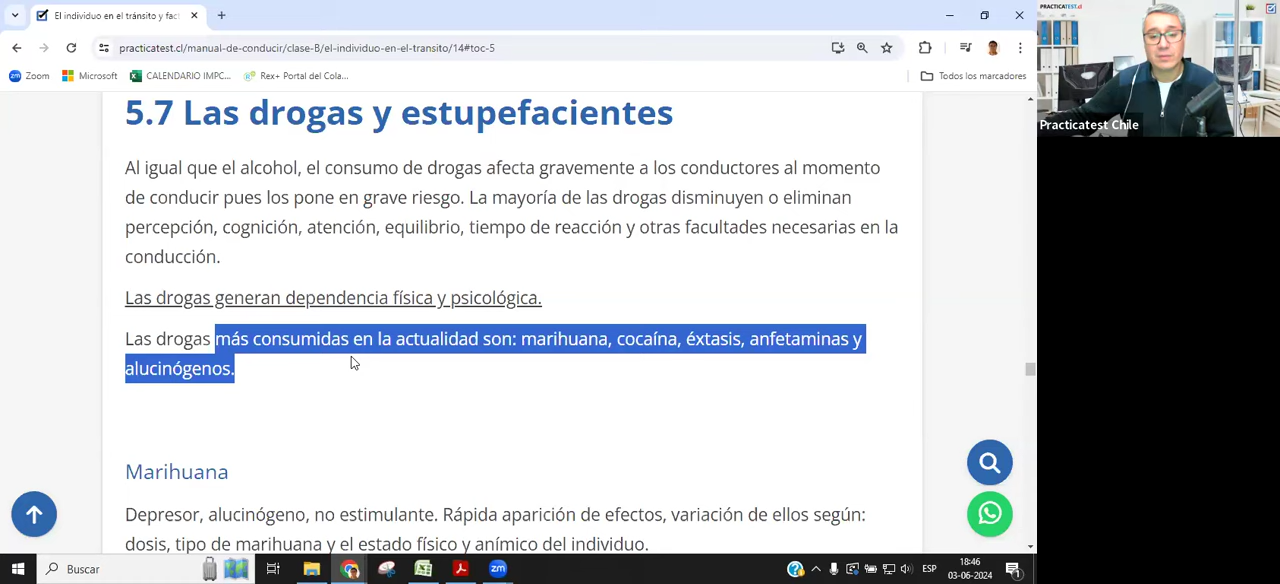 El individuo en el tránsito y fact
practicatest.cl/manual-de-conducir/clase-B/el-individuo-en-el-transito/14#toc-5
Zoom
Microsoft
CALENDARIO IMPC...
Rex+ Portal del Cola...
Todos los marcadores
PRACTICATEST.cl
Practicatest Chile
5.7 Las drogas y estupefacientes
Al igual que el alcohol, el consumo de drogas afecta gravemente a los conductores al momento
de conducir pues los pone en grave riesgo. La mayoría de las drogas disminuyen o eliminan
percepción, cognición, atención, equilibrio, tiempo de reacción y otras facultades necesarias en la
conducción.
Las drogas generan dependencia física y psicológica.
Las drogas más consumidas en la actualidad son: marihuana, cocaína, éxtasis, anfetaminas y
alucinógenos.
Marihuana
Depresor, alucinógeno, no estimulante. Rápida aparición de efectos, variación de ellos según:
dosis, tipo de marihuana y el estado físico y anímico del individuo.
Buscar
zm
ESP
18:46
03-06-2024